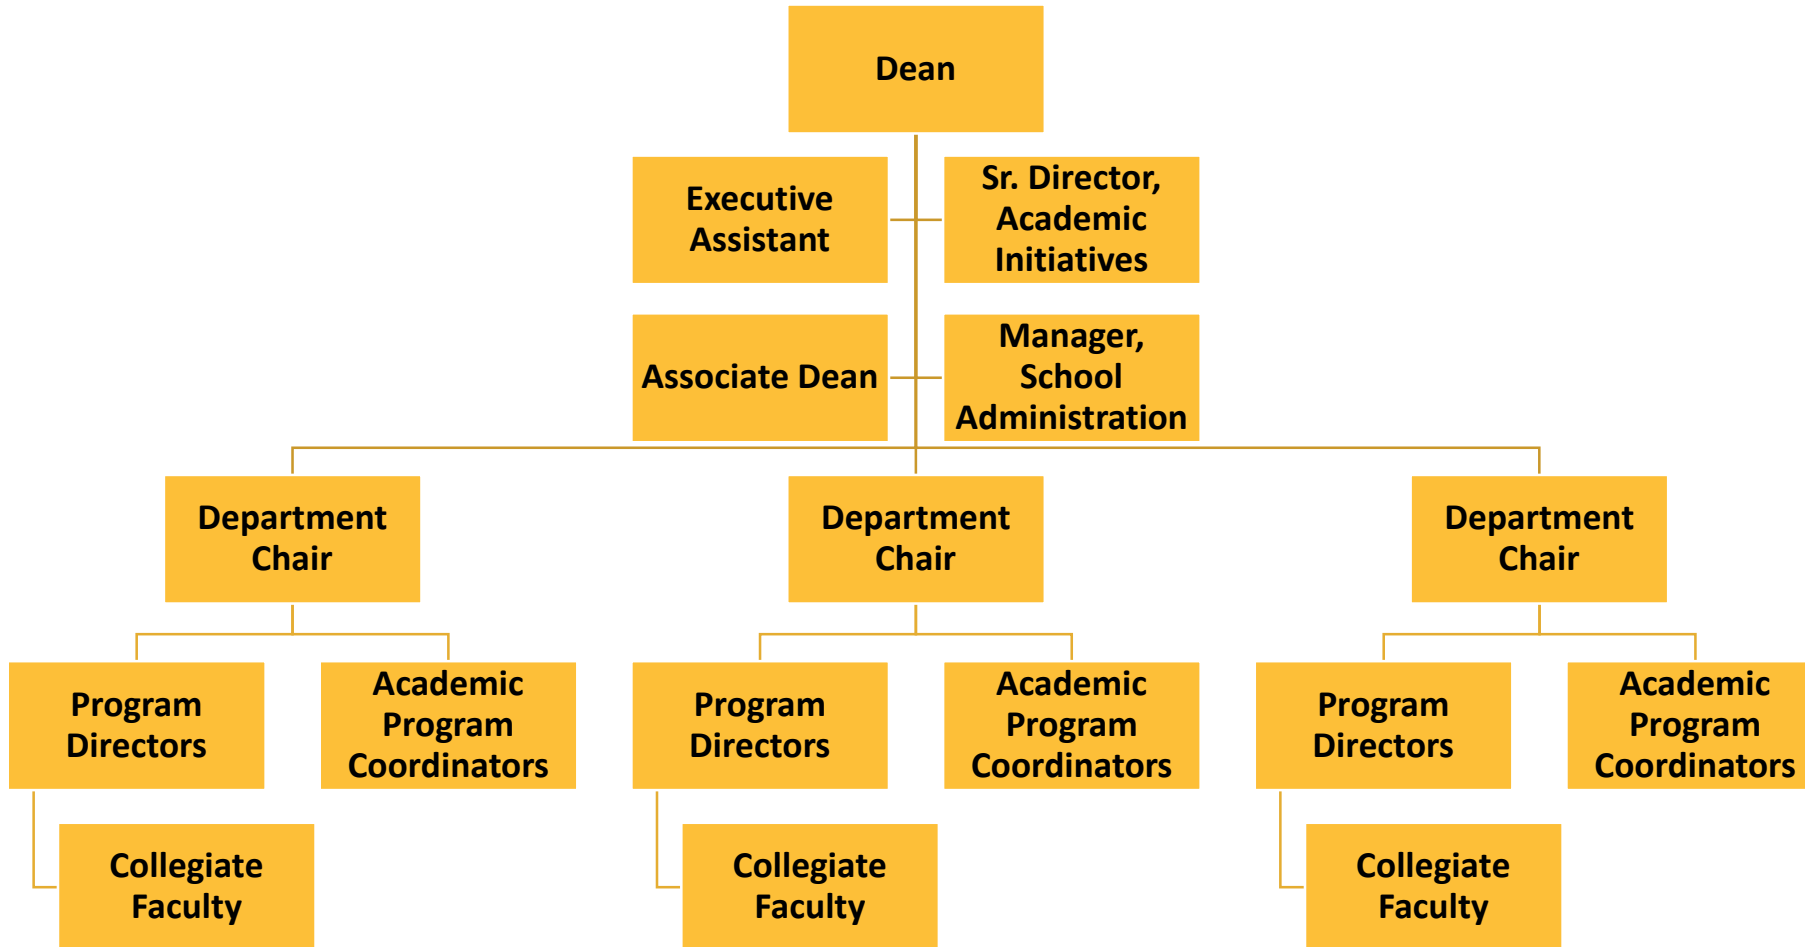 Dean
Executive
Assistant
Sr. Director,
Academic
Initiatives
Associate Dean
Manager,
School
Administration
Department
Chair
Department
Chair
Department
Chair
Program
Directors
Academic
Program
Coordinators
Program
Directors
Academic
Program
Coordinators
Program
Directors
Academic
Program
Coordinators
Collegiate
Faculty
Collegiate
Faculty
Collegiate
Faculty